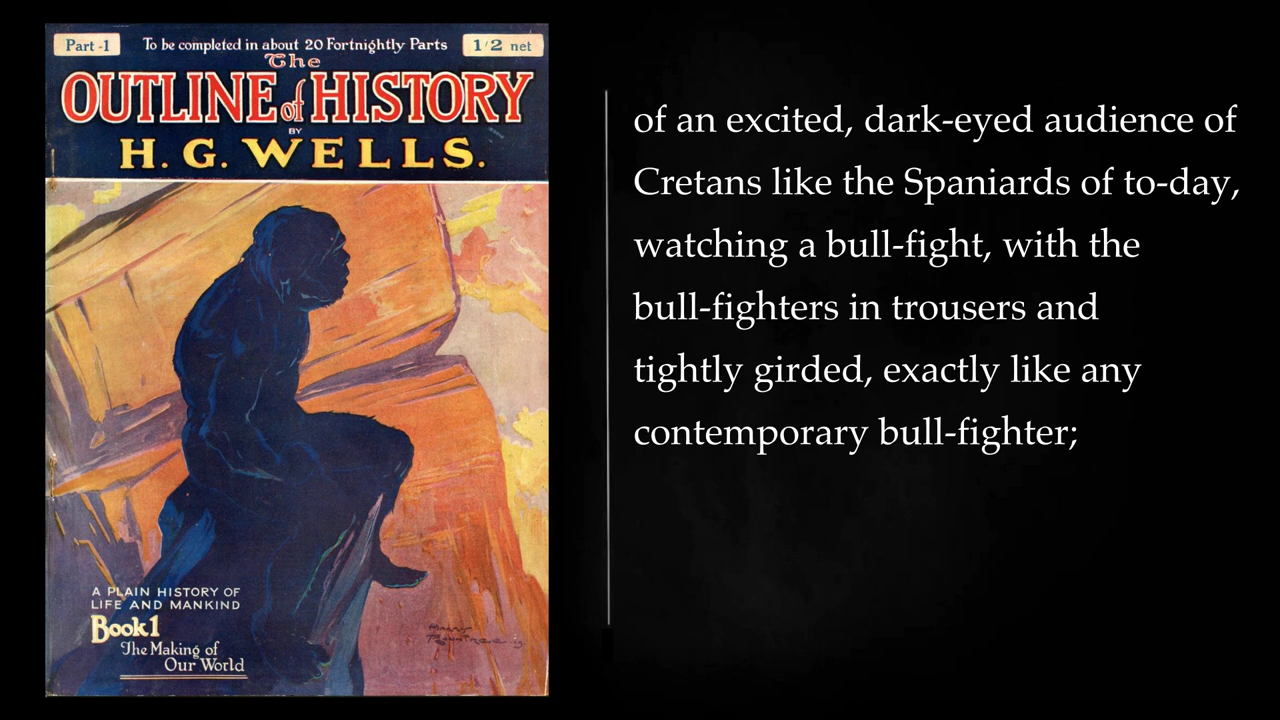 Part -1
To be completed in about 20 Fortnightly Parts
1/2 net
The
OUTLINE of HISTORY
BY
H. G. WELLS.
A PLAIN HISTORY OF
LIFE AND MANKIND
Book 1
The Making of
Our World
of an excited, dark-eyed audience of
Cretans like the Spaniards of to-day,
watching a bull-fight, with the
bull-fighters in trousers and
tightly girded, exactly like any
contemporary bull-fighter;